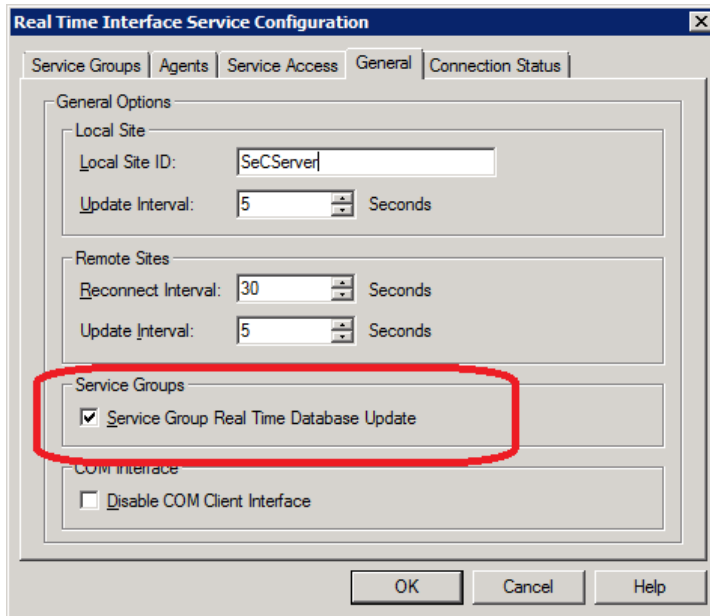 Real Time Interface Service Configuration
Service Groups Agents Service Access General Connection Status
General Options
Local Site
Local Site ID: SeCServer
Update Interval: 5 Seconds
Remote Sites
Reconnect Interval: 30 Seconds
Update Interval: 5 Seconds
Service Groups
Service Group Real Time Database Update
COM Interface
Disable COM Client Interface
OK Cancel Help